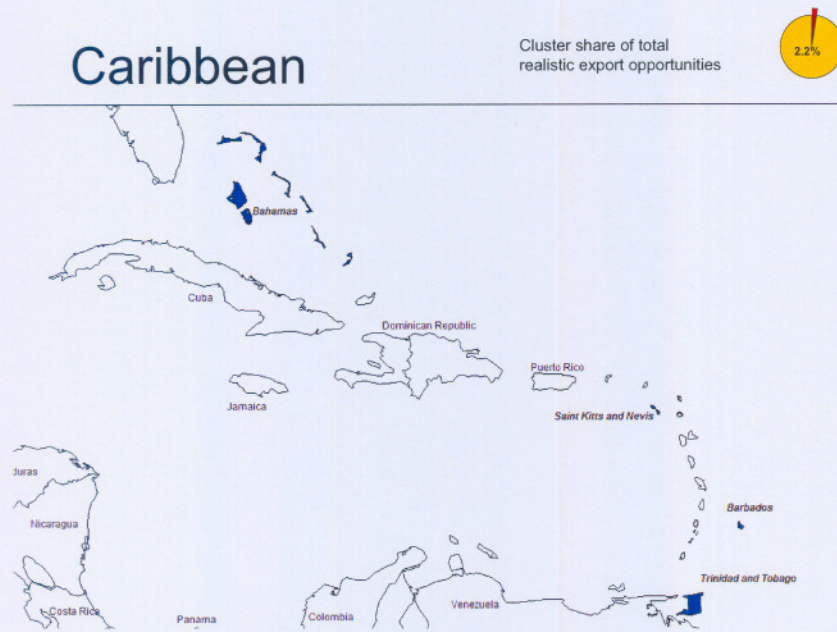 Caribbean
Cluster share of total
realistic export opportunities
2.2%
Bahamas
Cuba
Dominican Republic
Puerto Rico
Jamaica
Saint Kitts and Nevis
duras
Barbados
Nicaragua
Trinidad and Tobago
Venezuela
Costa Rica
Panama
Colombia